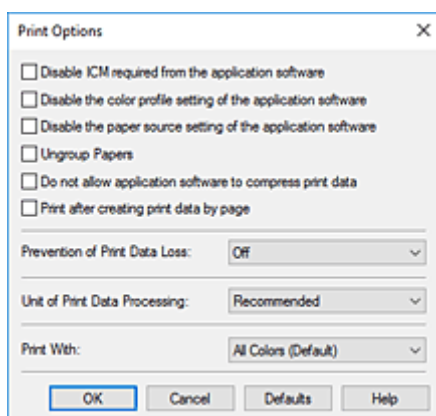 Print Options
Disable ICM required from the application software
Disable the color profile setting of the application software
Disable the paper source setting of the application software
Ungroup Papers
Do not allow application software to compress print data
Print after creating print data by page
Prevention of Print Data Loss: Off
Unit of Print Data Processing: Recommended
Print With: All Colors (Default)
OK Cancel Defaults Help